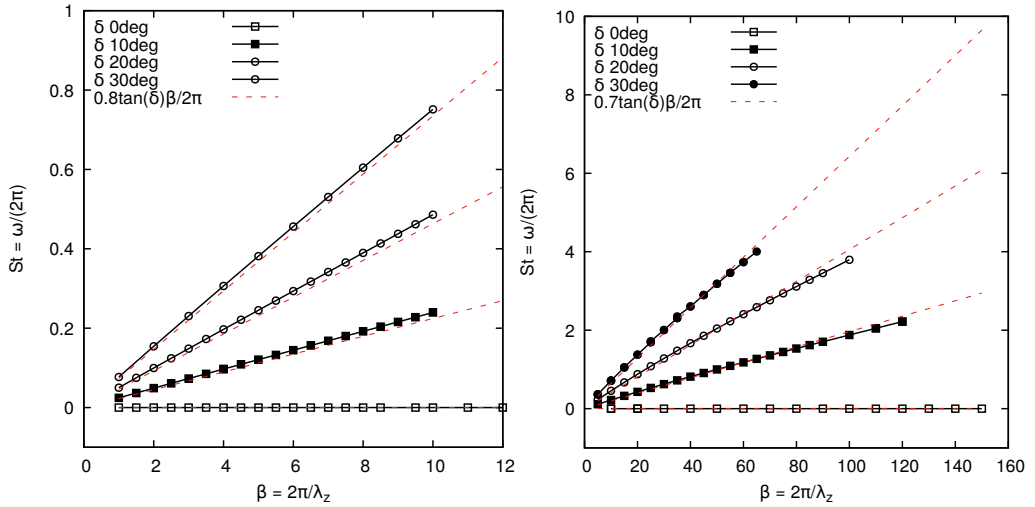 1
0.8
0.6
0.4
0.2
0
0 2 4 6 8 10 12
St = ω/(2π)
β = 2π/λz
δ 0deg
δ 10deg
δ 20deg
δ 30deg
0.8tan(δ)β/2π
10
8
6
4
2
0
0 20 40 60 80 100 120 140 160
St = ω/(2π)
β = 2π/λz
δ 0deg
δ 10deg
δ 20deg
δ 30deg
0.7tan(δ)β/2π